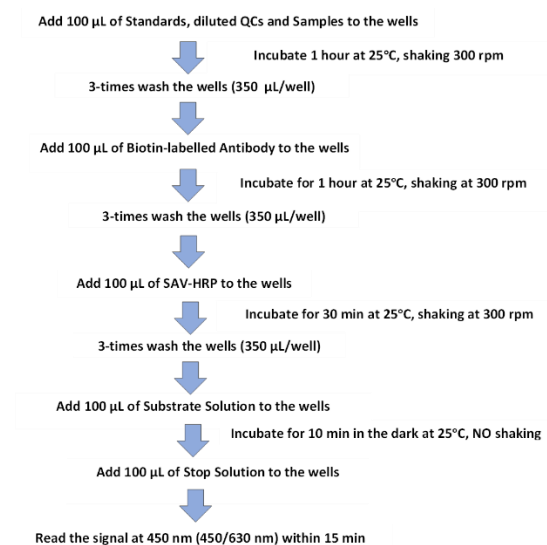 Add 100 µL of Standards, diluted QCs and Samples to the wells
Incubate 1 hour at 25°C, shaking 300 rpm
3-times wash the wells (350 µL/well)
Add 100 µL of Biotin-labelled Antibody to the wells
Incubate for 1 hour at 25°C, shaking at 300 rpm
3-times wash the wells (350 µL/well)
Add 100 µL of SAV-HRP to the wells
Incubate for 30 min at 25°C, shaking at 300 rpm
3-times wash the wells (350 µL/well)
Add 100 µL of Substrate Solution to the wells
Incubate for 10 min in the dark at 25°C, NO shaking
Add 100 µL of Stop Solution to the wells
Read the signal at 450 nm (450/630 nm) within 15 min